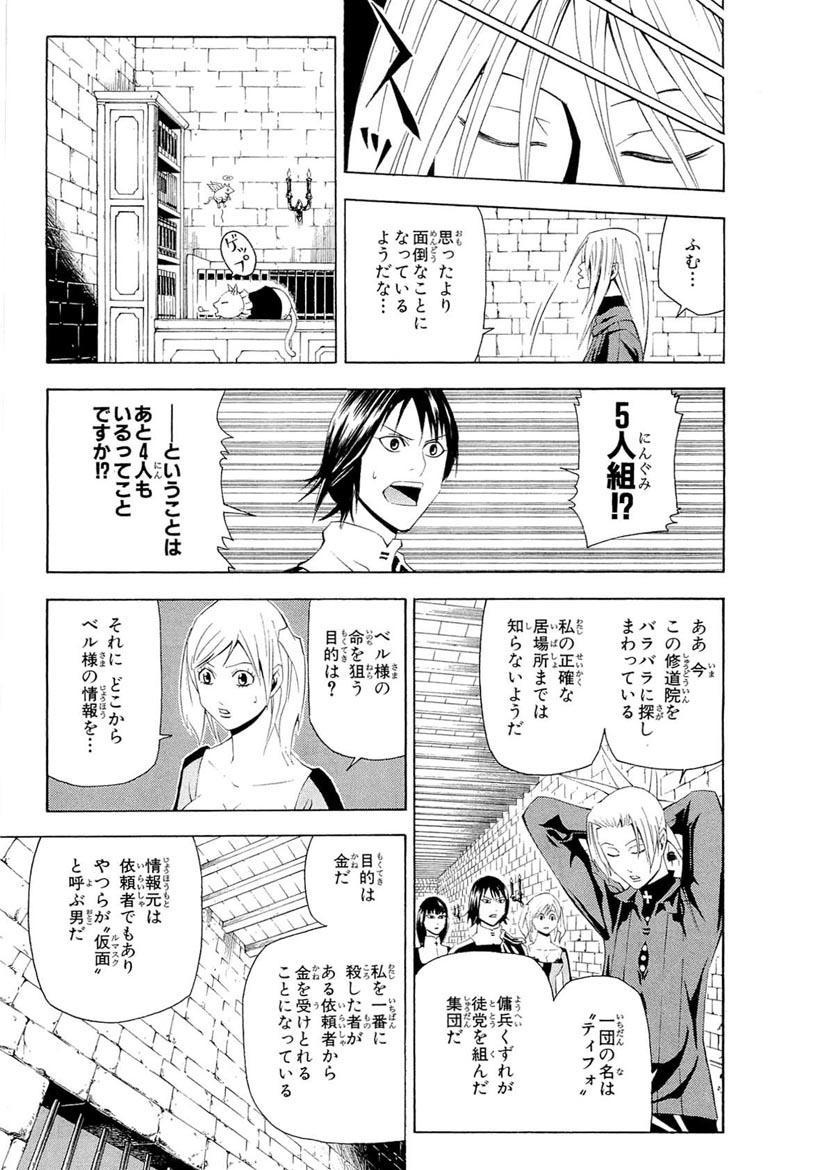 ふむ…
思ったより
面倒なことに
なっている
ようだな…
ゲップ
5人組!?
――ということは
あと4人も
いるってこと
ですか!?
ああ 今
この修道院を
バラバラに探し
まわっている
私の正確な
居場所までは
知らないようだ
ベル様の
命を狙う
目的は?
それに どこから
ベル様の情報を…
一団の名は
〝ティフォ〟
傭兵くずれが
徒党を組んだ
集団だ
目的は
金だ
私を一番に
殺した者が
ある依頼者から
金を受けとれる
ことになっている
情報元は
依頼者でもあり
やつらが〝仮面〟
と呼ぶ男だ